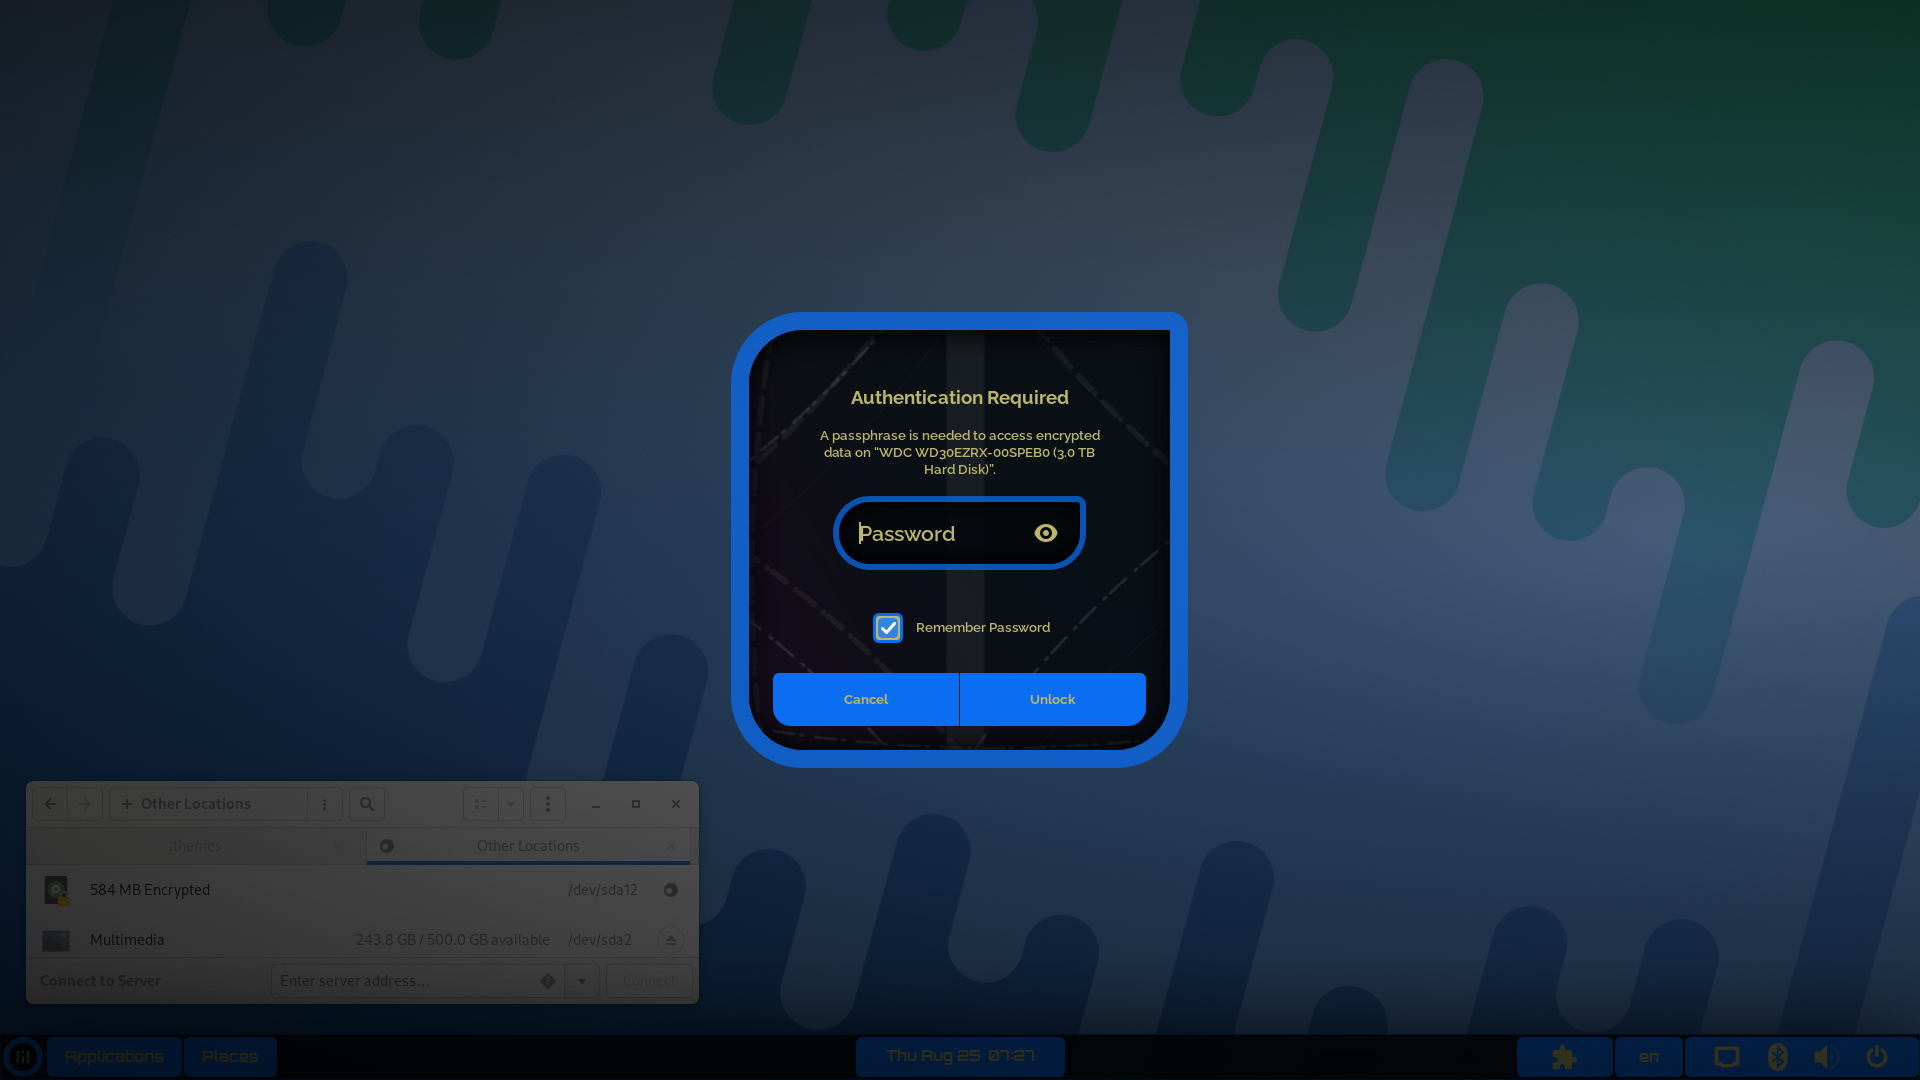 Authentication Required
A passphrase is needed to access encrypted
data on “WDC WD30EZRX-00SPEB0 (3.0 TB
Hard Disk)”.
Password
Remember Password
Cancel
Unlock
Other Locations
.themes
Other Locations
584 MB Encrypted
/dev/sda12
Multimedia
243.8 GB / 500.0 GB available
/dev/sda2
Connect to Server
Enter server address…
Connect
Applications
Places
Thu Aug 25 07:27
en